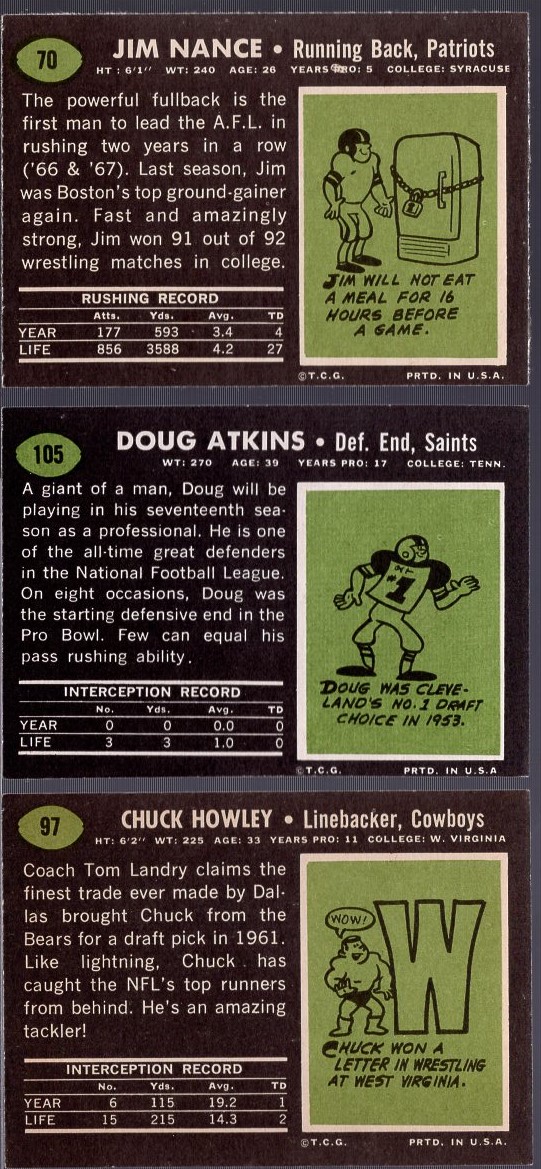 70
JIM NANCE • Running Back, Patriots
HT : 6'1" WT: 240 AGE: 26 YEARS PRO: 5 COLLEGE: SYRACUSE
The powerful fullback is the
first man to lead the A.F.L. in
rushing two years in a row
('66 & '67). Last season, Jim
was Boston's top ground-gainer
again. Fast and amazingly
strong, Jim won 91 out of 92
wrestling matches in college.
RUSHING RECORD
Atts. Yds. Avg. TD
YEAR 177 593 3.4 4
LIFE 856 3588 4.2 27
JIM WILL NOT EAT
A MEAL FOR 16
HOURS BEFORE
A GAME.
©T.C.G. PRTD. IN U.S.A.
105
DOUG ATKINS • Def. End, Saints
WT: 270 AGE: 39 YEARS PRO: 17 COLLEGE: TENN.
A giant of a man, Doug will be
playing in his seventeenth sea-
son as a professional. He is one
of the all-time great defenders
in the National Football League.
On eight occasions, Doug was
the starting defensive end in the
Pro Bowl. Few can equal his
pass rushing ability.
INTERCEPTION RECORD
No. Yds. Avg. TD
YEAR 0 0 0.0 0
LIFE 3 3 1.0 0
#1
DOUG WAS CLEVE-
LAND'S NO. 1 DRAFT
CHOICE IN 1953.
©T.C.G. PRTD. IN U.S.A
97
CHUCK HOWLEY • Linebacker, Cowboys
HT: 6'2" WT: 225 AGE: 33 YEARS PRO: 11 COLLEGE: W. VIRGINIA
Coach Tom Landry claims the
finest trade ever made by Dal-
las brought Chuck from the
Bears for a draft pick in 1961.
Like lightning, Chuck has
caught the NFL's top runners
from behind. He's an amazing
tackler!
INTERCEPTION RECORD
No. Yds. Avg. TD
YEAR 6 115 19.2 1
LIFE 15 215 14.3 2
WOW!
W
CHUCK WON A
LETTER IN WRESTLING
AT WEST VIRGINIA.
©T.C.G. PRTD. IN U.S.A.